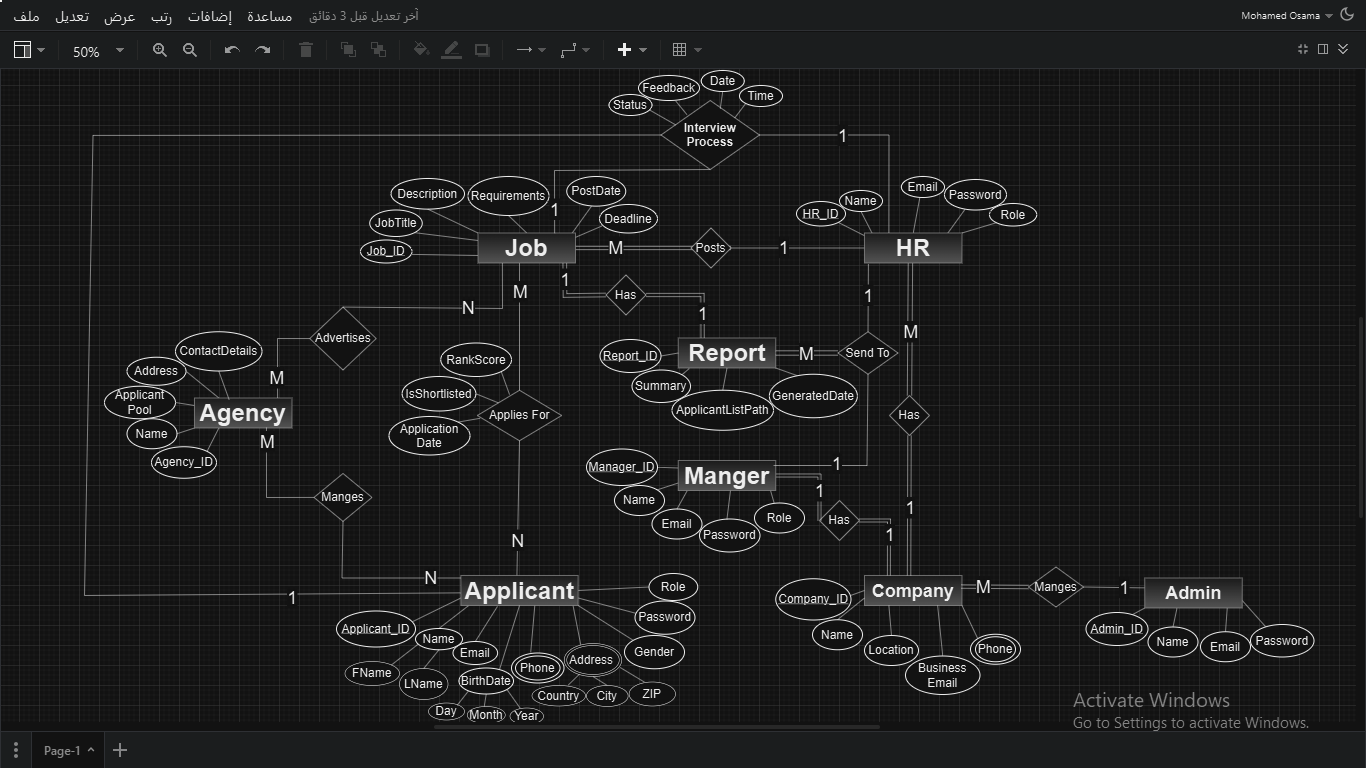 ملف تعديل عرض رتب إضافات مساعدة آخر تعديل قبل 3 دقائق
Mohamed Osama
50%
Status
Feedback
Date
Time
Interview
Process
1
Description
Requirements
PostDate
Deadline
JobTitle
Job_ID
1
Job
M
Posts
1
HR_ID
Name
Email
Password
Role
HR
N
M
1
Has
1
1
M
Advertises
ContactDetails
Address
Applicant
Pool
Name
Agency_ID
M
Agency
M
RankScore
IsShortlisted
Application
Date
Applies For
Report_ID
Summary
ApplicantListPath
GeneratedDate
Report
M
Send To
Has
Manger
1
Manager_ID
Name
Email
Password
Role
1
Has
1
1
Manges
N
N
1
Applicant
Applicant_ID
Name
FName
LName
Email
BirthDate
Day
Month
Year
Phone
Address
Country
City
ZIP
Gender
Password
Role
Company
Company_ID
Name
Location
Business
Email
Phone
M
Manges
1
Admin
Admin_ID
Name
Email
Password
Activate Windows
Go to Settings to activate Windows.
Page-1